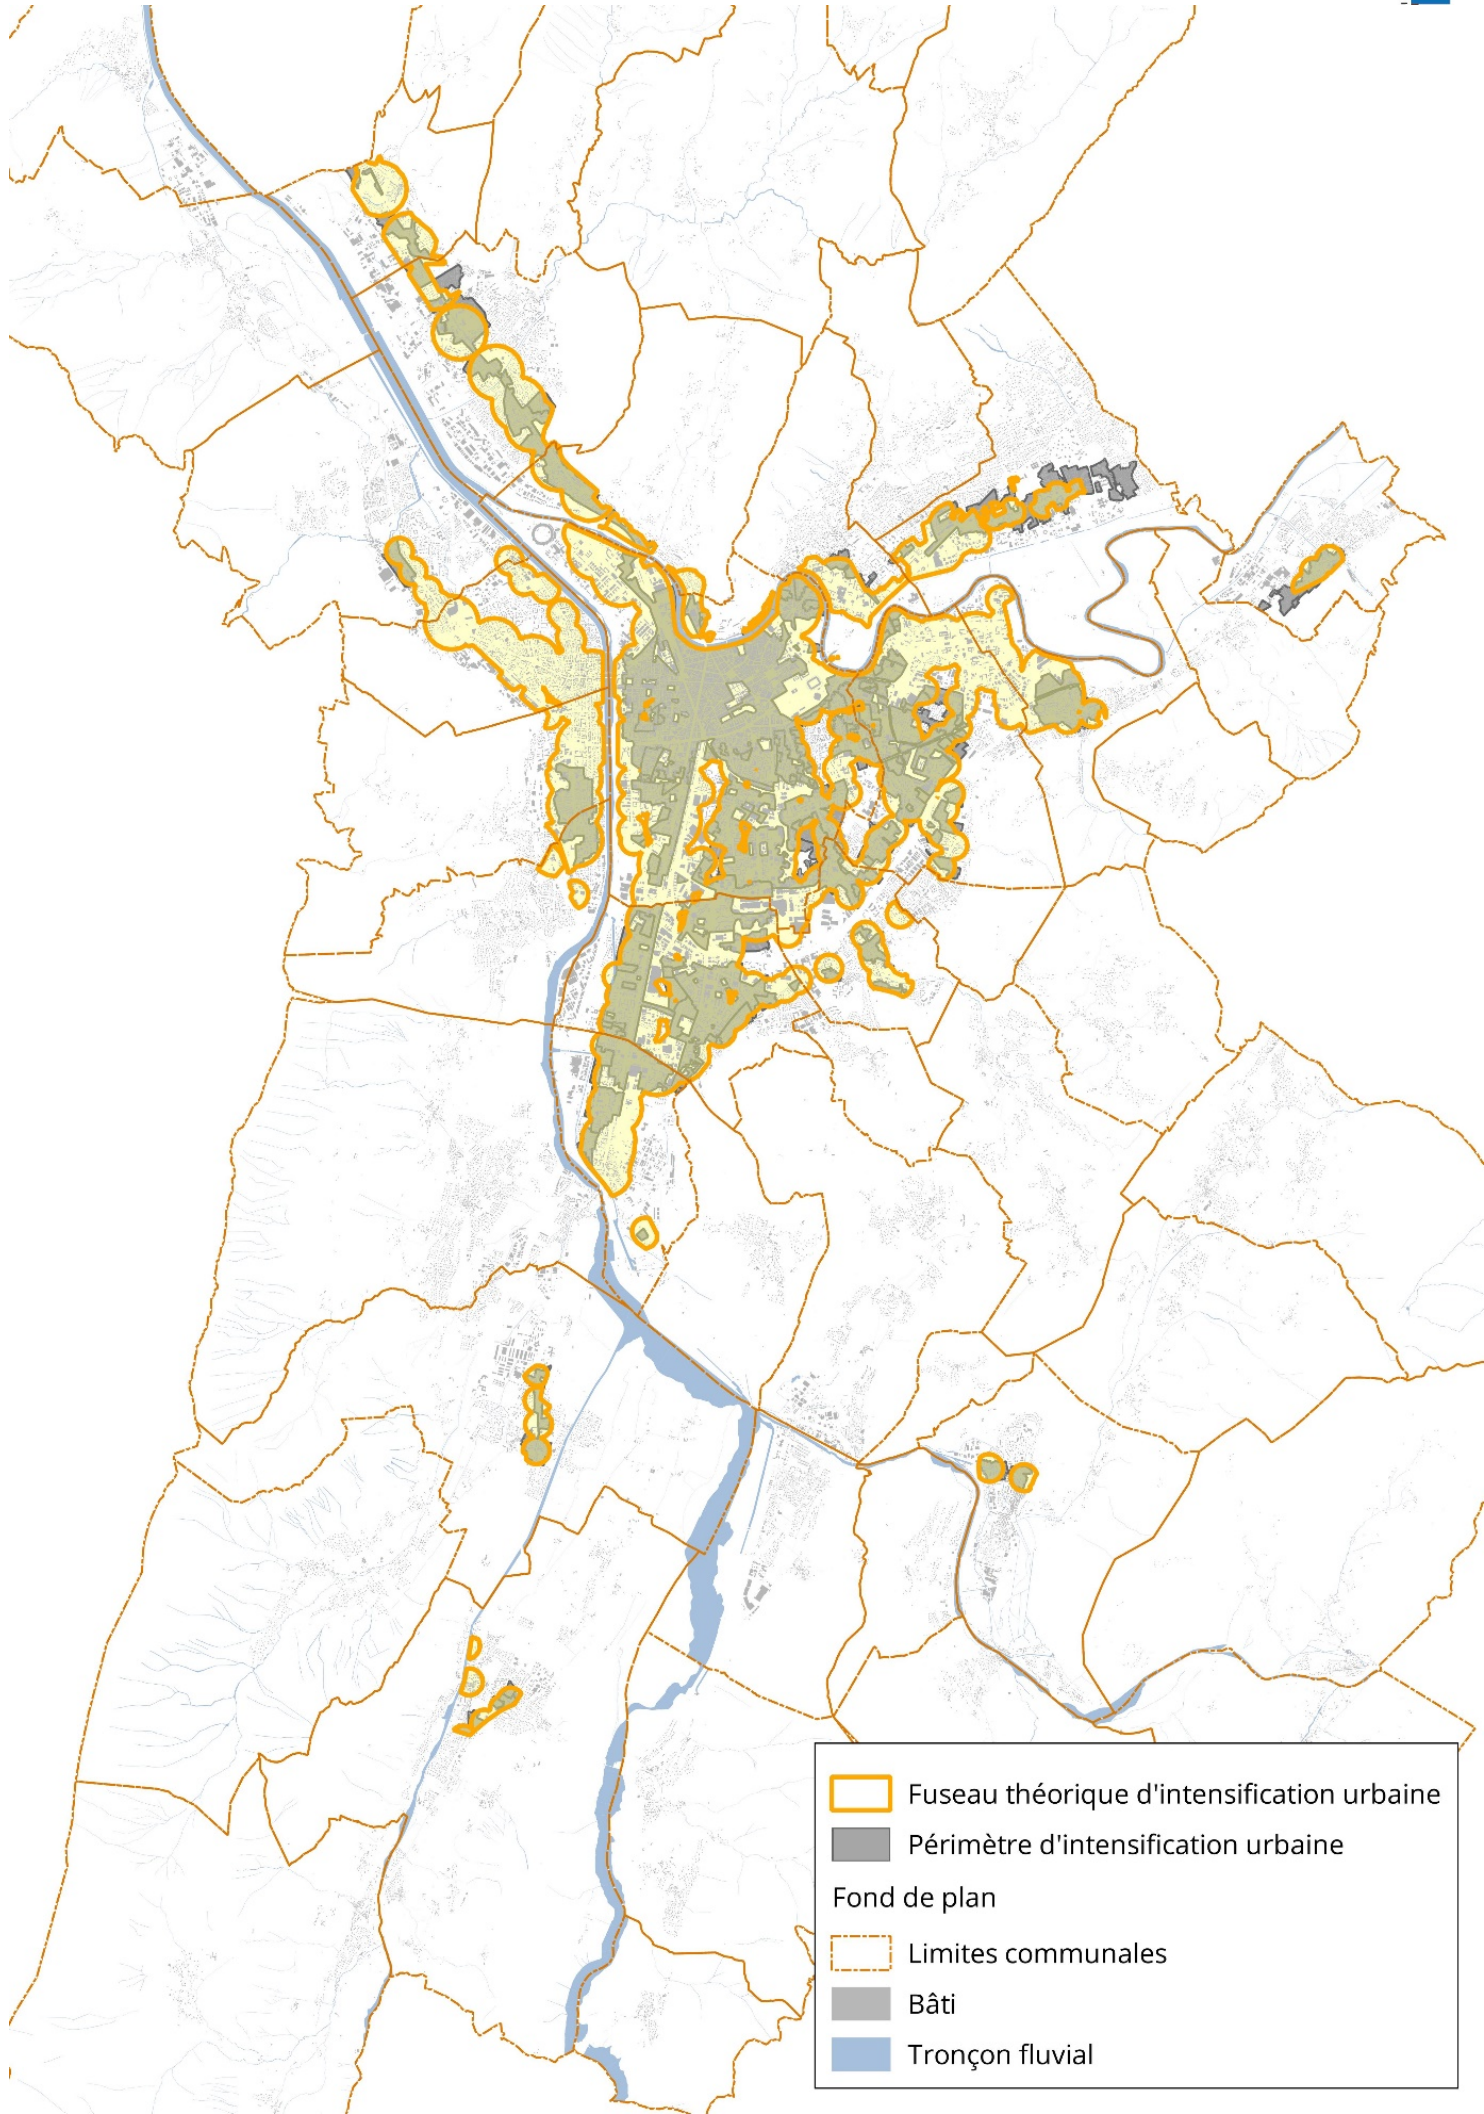 Fuseau théorique d'intensification urbaine
Périmètre d'intensification urbaine
Fond de plan
Limites communales
Bâti
Tronçon fluvial